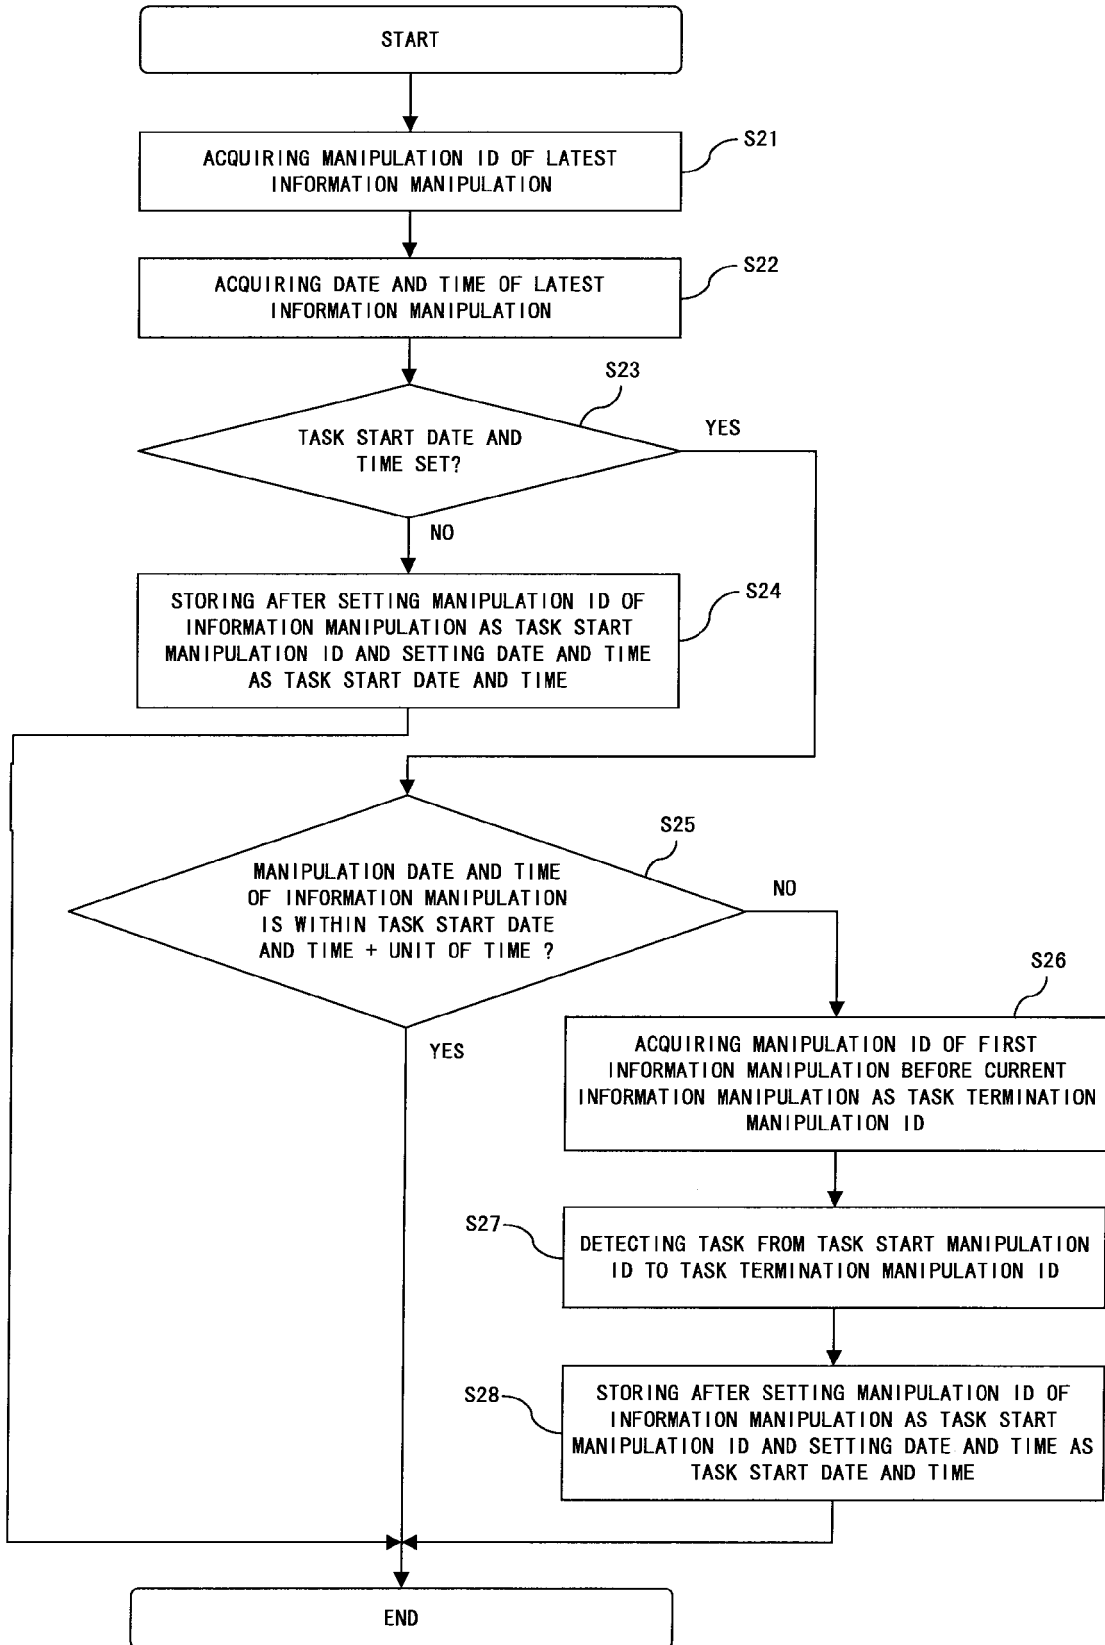 START
S21
ACQUIRING MANIPULATION ID OF LATEST
INFORMATION MANIPULATION
S22
ACQUIRING DATE AND TIME OF LATEST
INFORMATION MANIPULATION
S23
TASK START DATE AND
TIME SET?
YES
NO
S24
STORING AFTER SETTING MANIPULATION ID OF
INFORMATION MANIPULATION AS TASK START
MANIPULATION ID AND SETTING DATE AND TIME
AS TASK START DATE AND TIME
S25
MANIPULATION DATE AND TIME
OF INFORMATION MANIPULATION
IS WITHIN TASK START DATE
AND TIME + UNIT OF TIME ?
NO
YES
S26
ACQUIRING MANIPULATION ID OF FIRST
INFORMATION MANIPULATION BEFORE CURRENT
INFORMATION MANIPULATION AS TASK TERMINATION
MANIPULATION ID
S27
DETECTING TASK FROM TASK START MANIPULATION
ID TO TASK TERMINATION MANIPULATION ID
S28
STORING AFTER SETTING MANIPULATION ID OF
INFORMATION MANIPULATION AS TASK START
MANIPULATION ID AND SETTING DATE AND TIME AS
TASK START DATE AND TIME
END